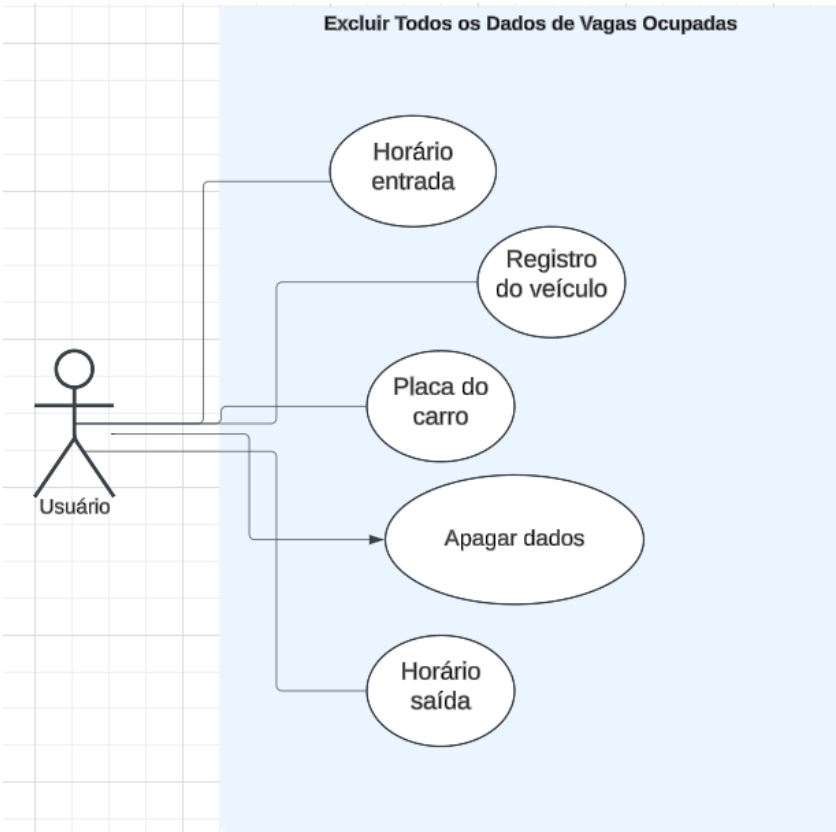 Excluir Todos os Dados de Vagas Ocupadas
Horário
entrada
Registro
do veículo
Placa do
carro
Usuário
Apagar dados
Horário
saída